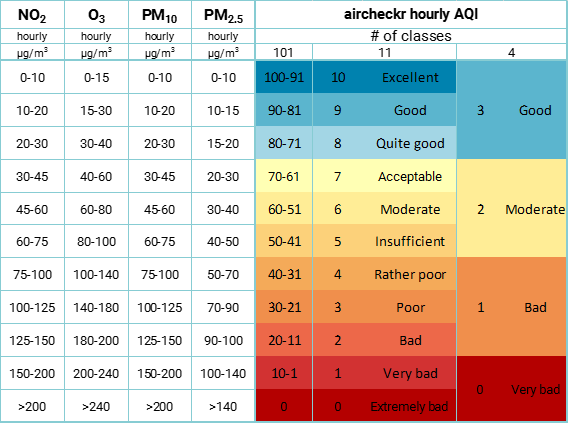 NO2 O3 PM10 PM2.5 aircheckr hourly AQI
hourly hourly hourly hourly # of classes
µg/m³ µg/m³ µg/m³ µg/m³ 101 11 4
0-10 0-15 0-10 0-10 100-91 10 Excellent
10-20 15-30 10-20 10-15 90-81 9 Good 3 Good
20-30 30-40 20-30 15-20 80-71 8 Quite good
30-45 40-60 30-45 20-30 70-61 7 Acceptable
45-60 60-80 45-60 30-40 60-51 6 Moderate 2 Moderate
60-75 80-100 60-75 40-50 50-41 5 Insufficient
75-100 100-140 75-100 50-70 40-31 4 Rather poor
100-125 140-180 100-125 70-90 30-21 3 Poor 1 Bad
125-150 180-200 125-150 90-100 20-11 2 Bad
150-200 200-240 150-200 100-140 10-1 1 Very bad 0 Very bad
>200 >240 >200 >140 0 0 Extremely bad